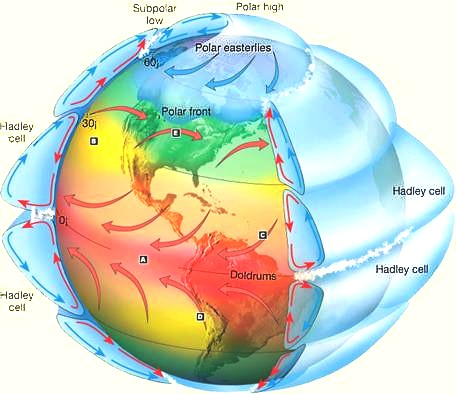 Subpolar
low
Polar high
Polar easterlies
60¡
Polar front
30¡
E
B
Hadley
cell
Hadley cell
0¡
C
A
Doldrums
Hadley cell
Hadley
cell
D